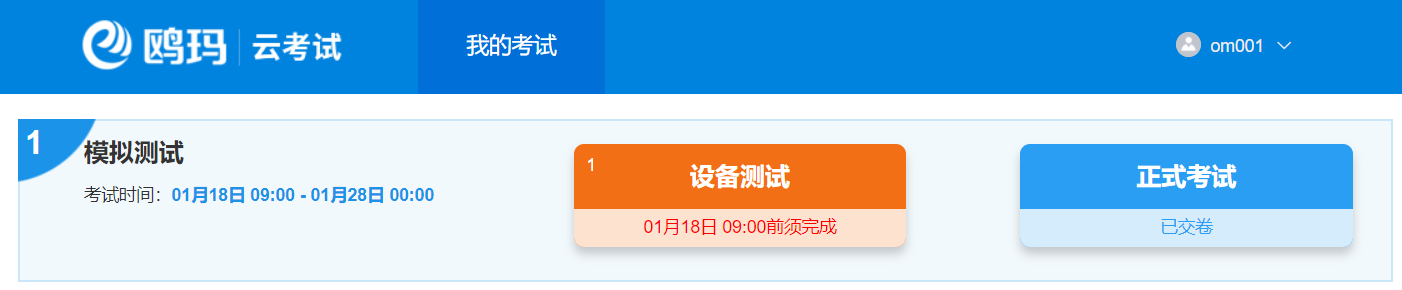 鸥玛 云考试 我的考试 om001
1
模拟测试
考试时间：01月18日 09:00 - 01月28日 00:00
1
设备测试
01月18日 09:00前须完成
正式考试
已交卷